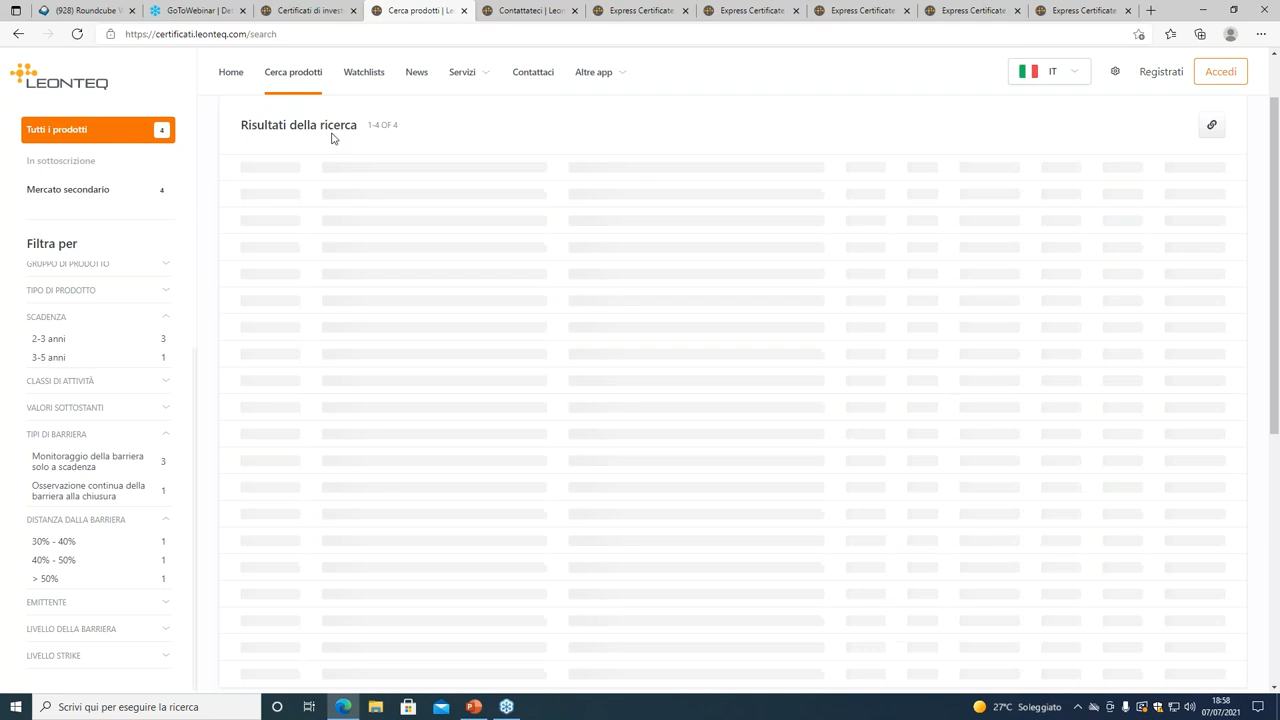 (928) Roundcube W
GoToWebinar | Det
Certificati di investi
Cerca prodotti | Le
Contattateci | Leon
Express Certificate
Express Certificate
Express Certificate
Express Certificate
Express Certificate
https://certificati.leonteq.com/search
LEONTEQ
Home
Cerca prodotti
Watchlists
News
Servizi
Contattaci
Altre app
IT
Registrati
Accedi
Tutti i prodotti 4
In sottoscrizione
Mercato secondario 4
Filtra per
GRUPPO DI PRODOTTO
TIPO DI PRODOTTO
SCADENZA
2-3 anni 3
3-5 anni 1
CLASSI DI ATTIVITÀ
VALORI SOTTOSTANTI
TIPI DI BARRIERA
Monitoraggio della barriera
solo a scadenza 3
Osservazione continua della
barriera alla chiusura 1
DISTANZA DALLA BARRIERA
30% - 40% 1
40% - 50% 1
> 50% 1
EMITTENTE
LIVELLO DELLA BARRIERA
LIVELLO STRIKE
Risultati della ricerca 1-4 OF 4
Scrivi qui per eseguire la ricerca
27°C Soleggiato
18:58
07/07/2021